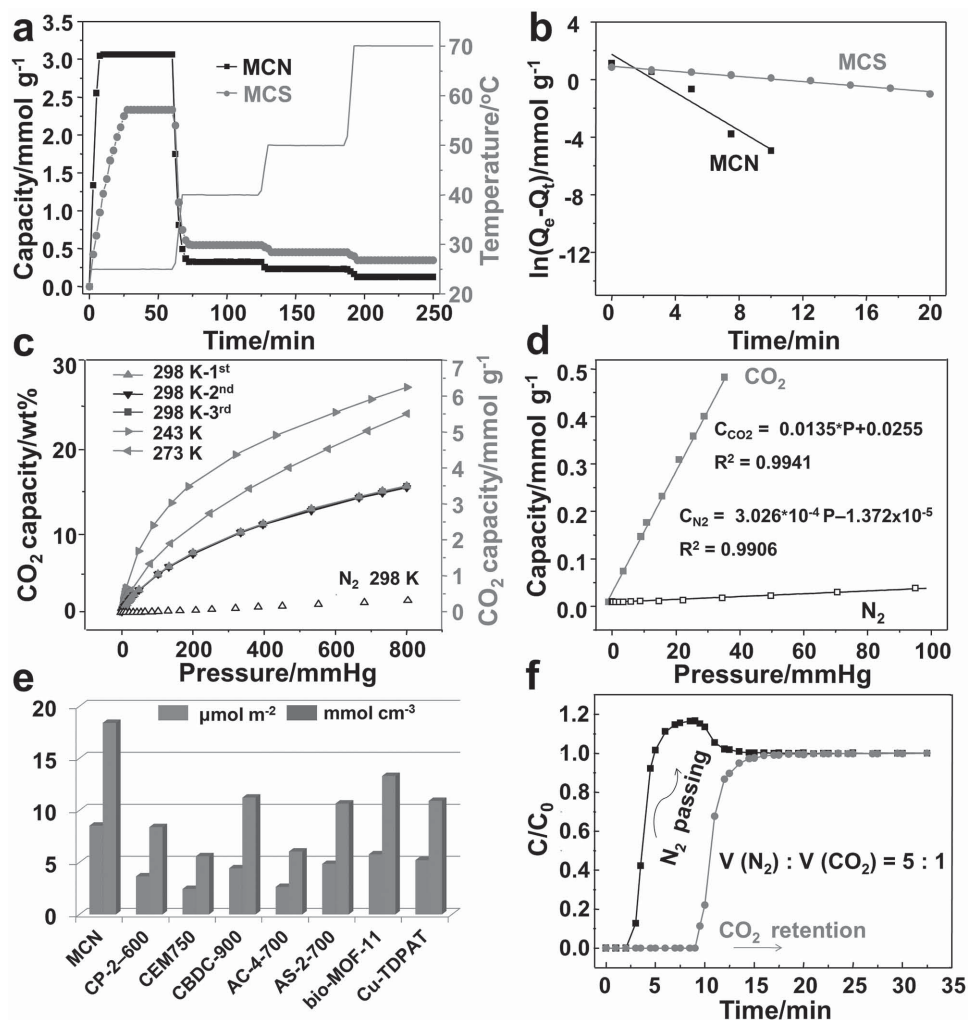 a
Capacity/mmol g-1
3.5
3.0
2.5
2.0
1.5
1.0
0.5
0.0
MCN
MCS
70
60
50
40
30
20
Temperature/°C
0 50 100 150 200 250
Time/min
b
ln(Qe-Qt)/mmol g-1
0
-4
-8
-12
MCS
MCN
0 4 8 12 16 20
Time/min
c
CO2 capacity/wt%
30
20
10
0
298 K-1st
298 K-2nd
298 K-3rd
243 K
273 K
N2 298 K
7
6
5
4
3
2
1
0
CO2 capacity/mmol g-1
0 200 400 600 800
Pressure/mmHg
d
Capacity/mmol g-1
0.5
0.4
0.3
0.2
0.1
0.0
CO2
CCO2 = 0.0135*P+0.0255
R2 = 0.9941
CN2 = 3.026*10-4 P–1.372x10-5
R2 = 0.9906
N2
0 20 40 60 80 100
Pressure/mmHg
e
20
15
10
5
0
µmol m-2 mmol cm-3
MCN
CP-2–600
CEM750
CBDC-900
AC-4-700
AS-2-700
bio-MOF-11
Cu-TDPAT
f
C/C0
1.2
1.0
0.8
0.6
0.4
0.2
0.0
N2 passing
V (N2) : V (CO2) = 5 : 1
CO2 retention
0 5 10 15 20 25 30 35
Time/min